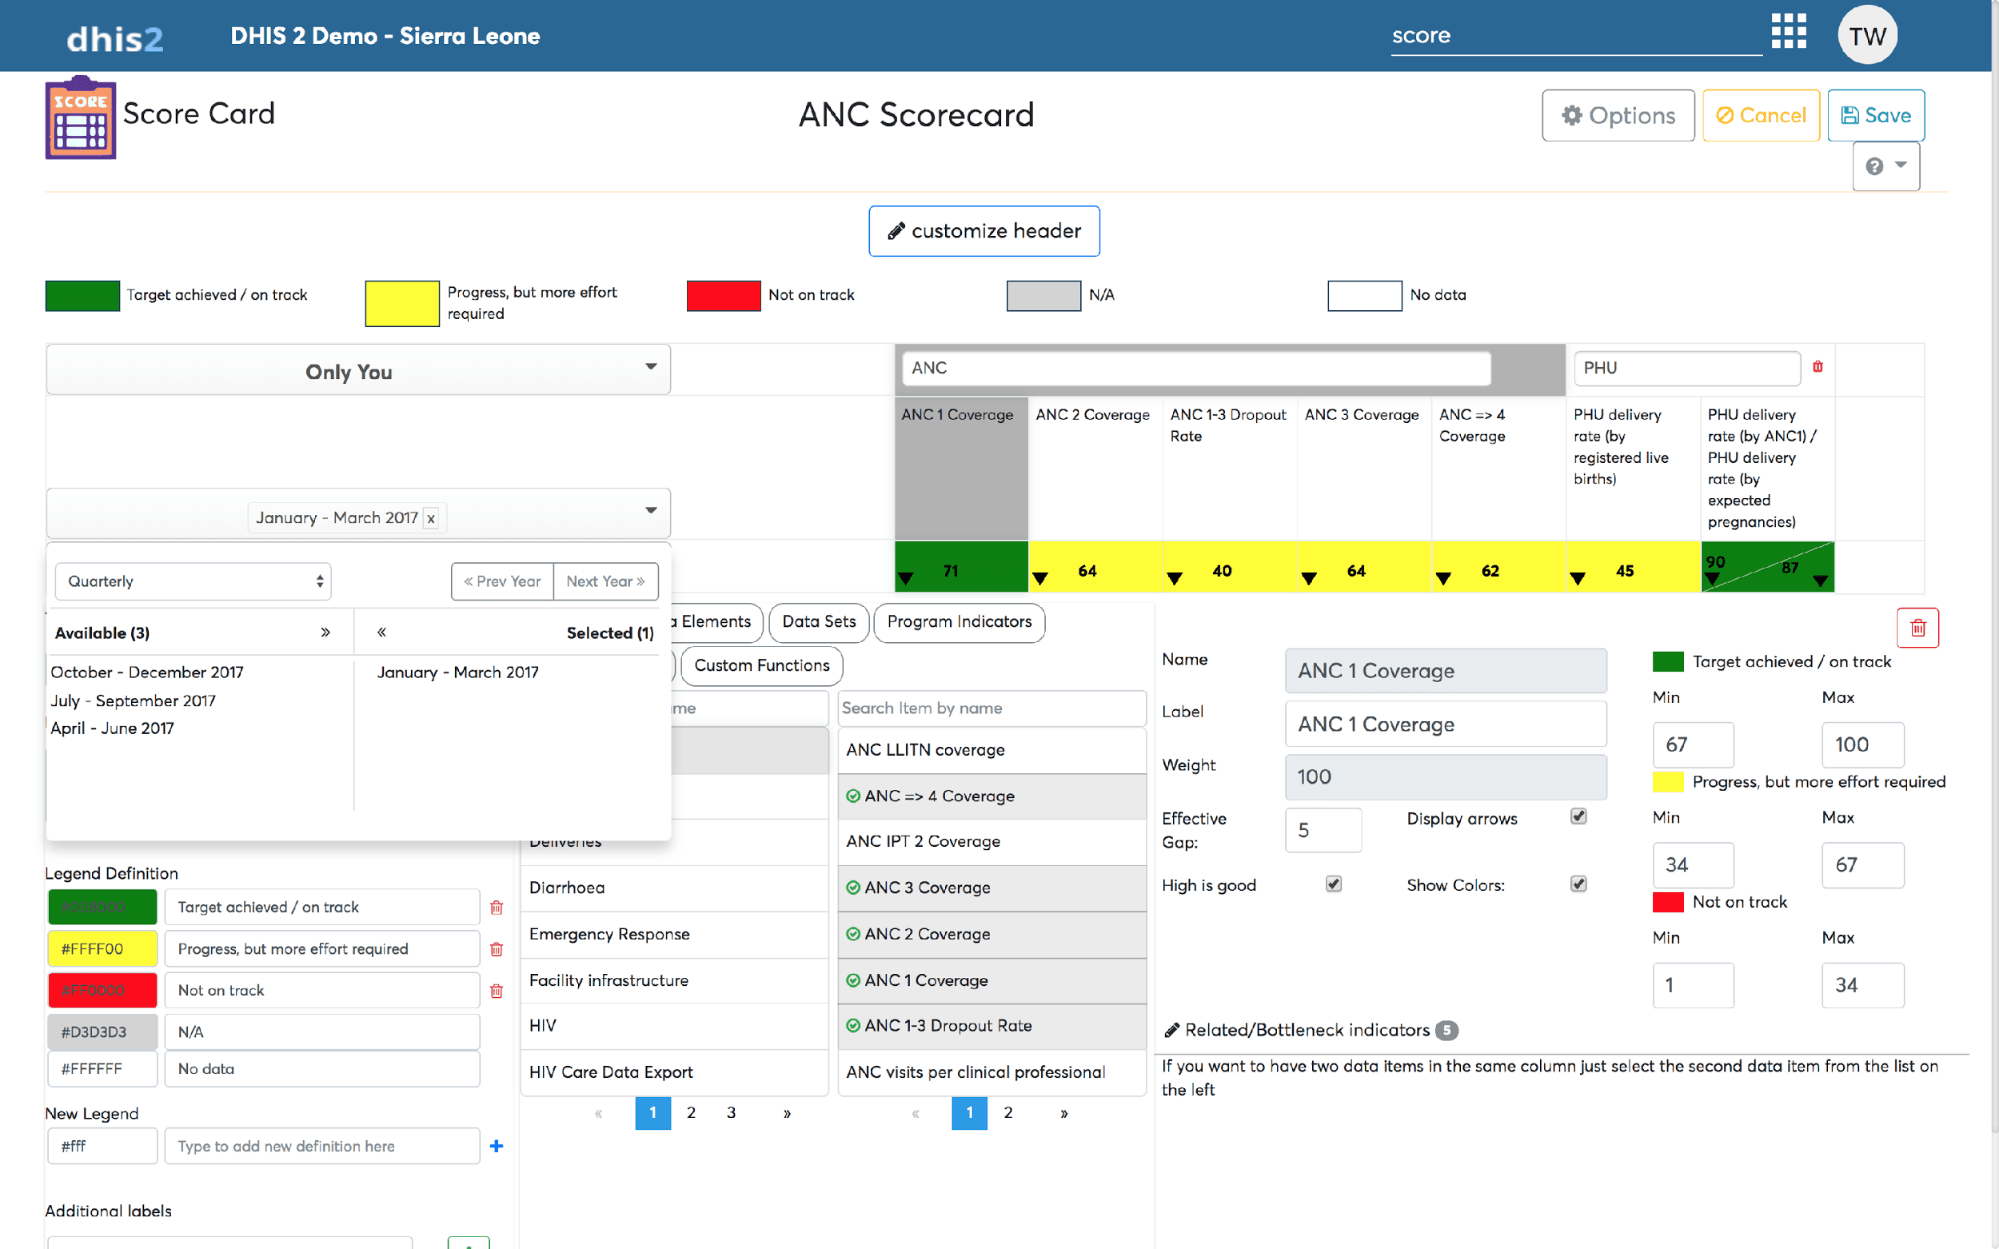 dhis2
DHIS 2 Demo - Sierra Leone
score
TW
SCORE
Score Card
ANC Scorecard
Options
Cancel
Save
customize header
Target achieved / on track
Progress, but more effort
required
Not on track
N/A
No data
Only You
ANC
PHU
ANC 1 Coverage
ANC 2 Coverage
ANC 1-3 Dropout
Rate
ANC 3 Coverage
ANC => 4
Coverage
PHU delivery
rate (by
registered live
births)
PHU delivery
rate (by ANC1) /
PHU delivery
rate (by
expected
pregnancies)
January - March 2017 x
71
64
40
64
62
45
90
87
Quarterly
« Prev Year
Next Year »
Available (3)
»
«
Selected (1)
October - December 2017
July - September 2017
April - June 2017
January - March 2017
a Elements
Data Sets
Program Indicators
Custom Functions
me
Search Item by name
Deliveries
Diarrhoea
Emergency Response
Facility infrastructure
HIV
HIV Care Data Export
« 1 2 3 »
ANC LLITN coverage
ANC => 4 Coverage
ANC IPT 2 Coverage
ANC 3 Coverage
ANC 2 Coverage
ANC 1 Coverage
ANC 1-3 Dropout Rate
ANC visits per clinical professional
« 1 2 »
Legend Definition
Target achieved / on track
#FFFF00
Progress, but more effort required
#FF0000
Not on track
#D3D3D3
N/A
#FFFFFF
No data
New Legend
#fff
Type to add new definition here
Additional labels
Name
ANC 1 Coverage
Label
ANC 1 Coverage
Weight
100
Effective
Gap:
5
Display arrows
High is good
Show Colors:
Target achieved / on track
Min
Max
67
100
Progress, but more effort required
Min
Max
34
67
Not on track
Min
Max
1
34
Related/Bottleneck indicators 5
If you want to have two data items in the same column just select the second data item from the list on
the left